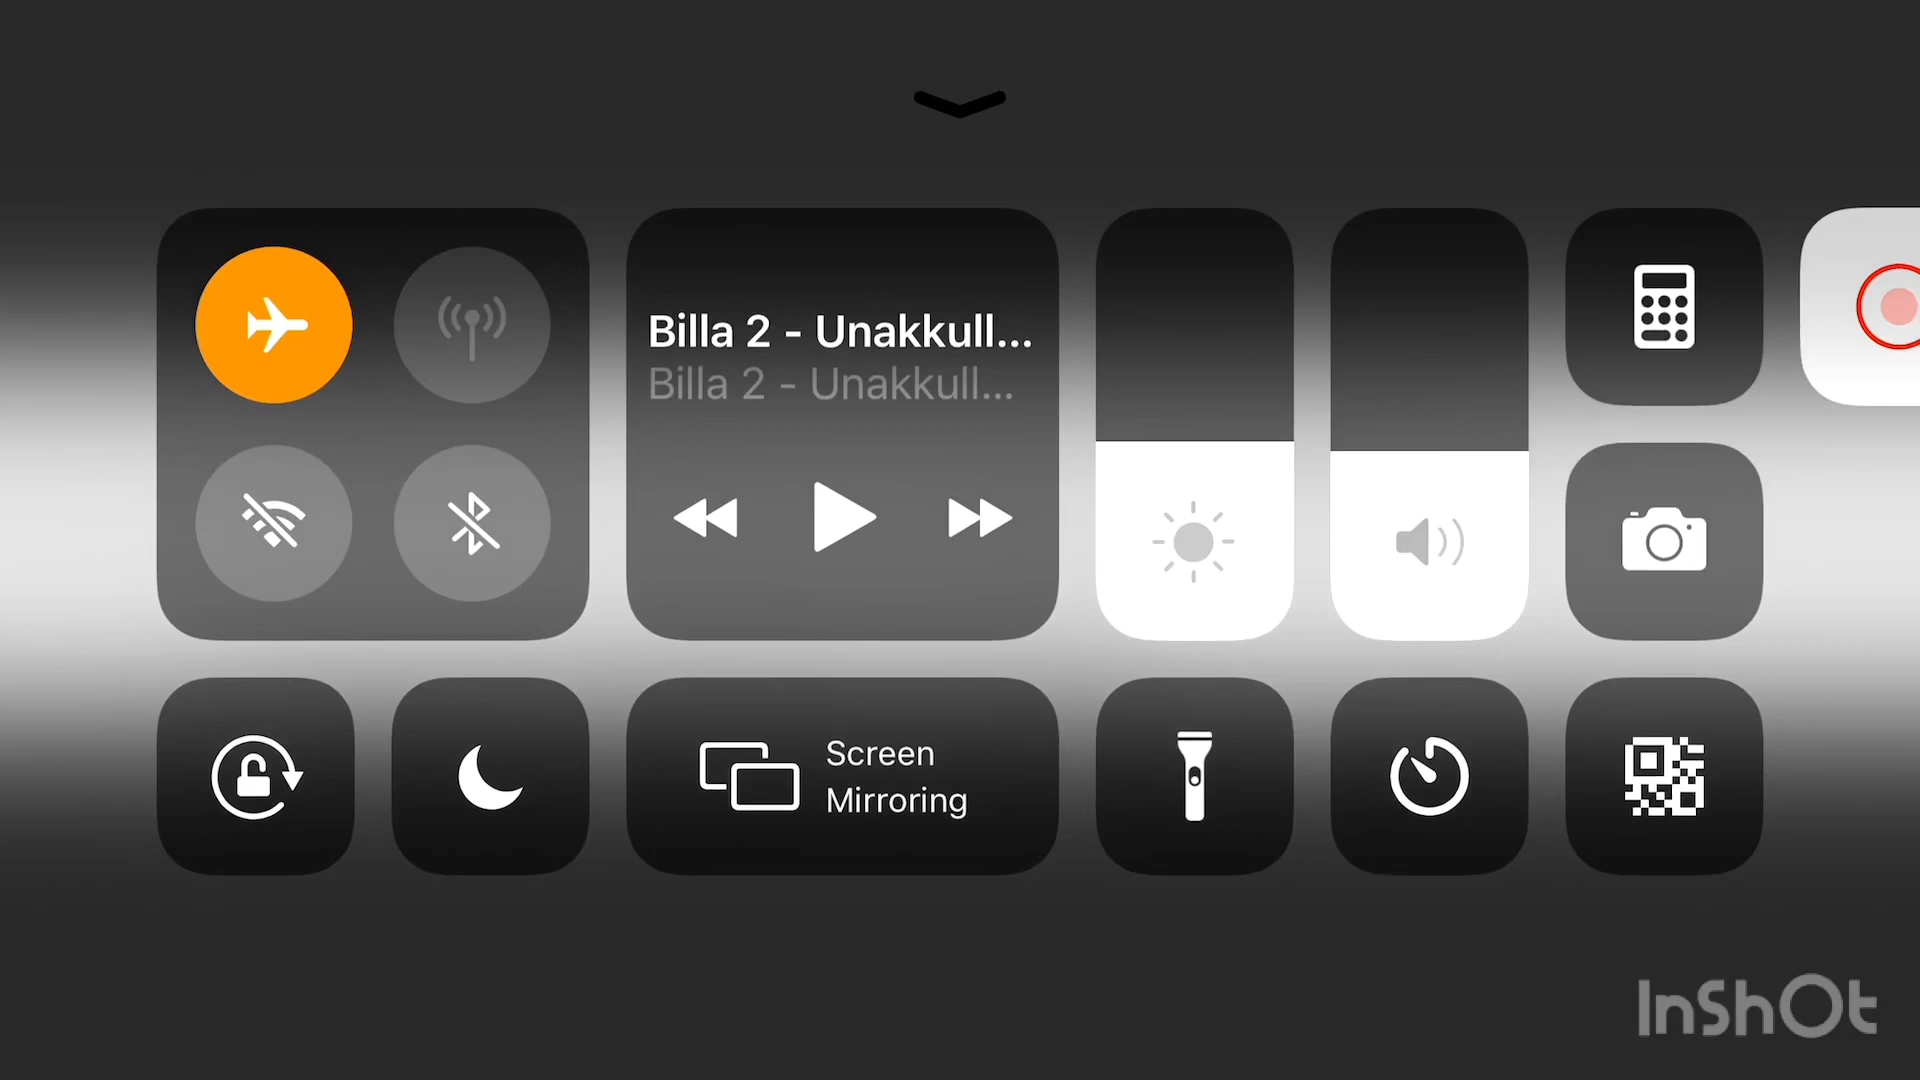 Billa 2 - Unakkull...
Billa 2 - Unakkull...
Screen
Mirroring
InShOt